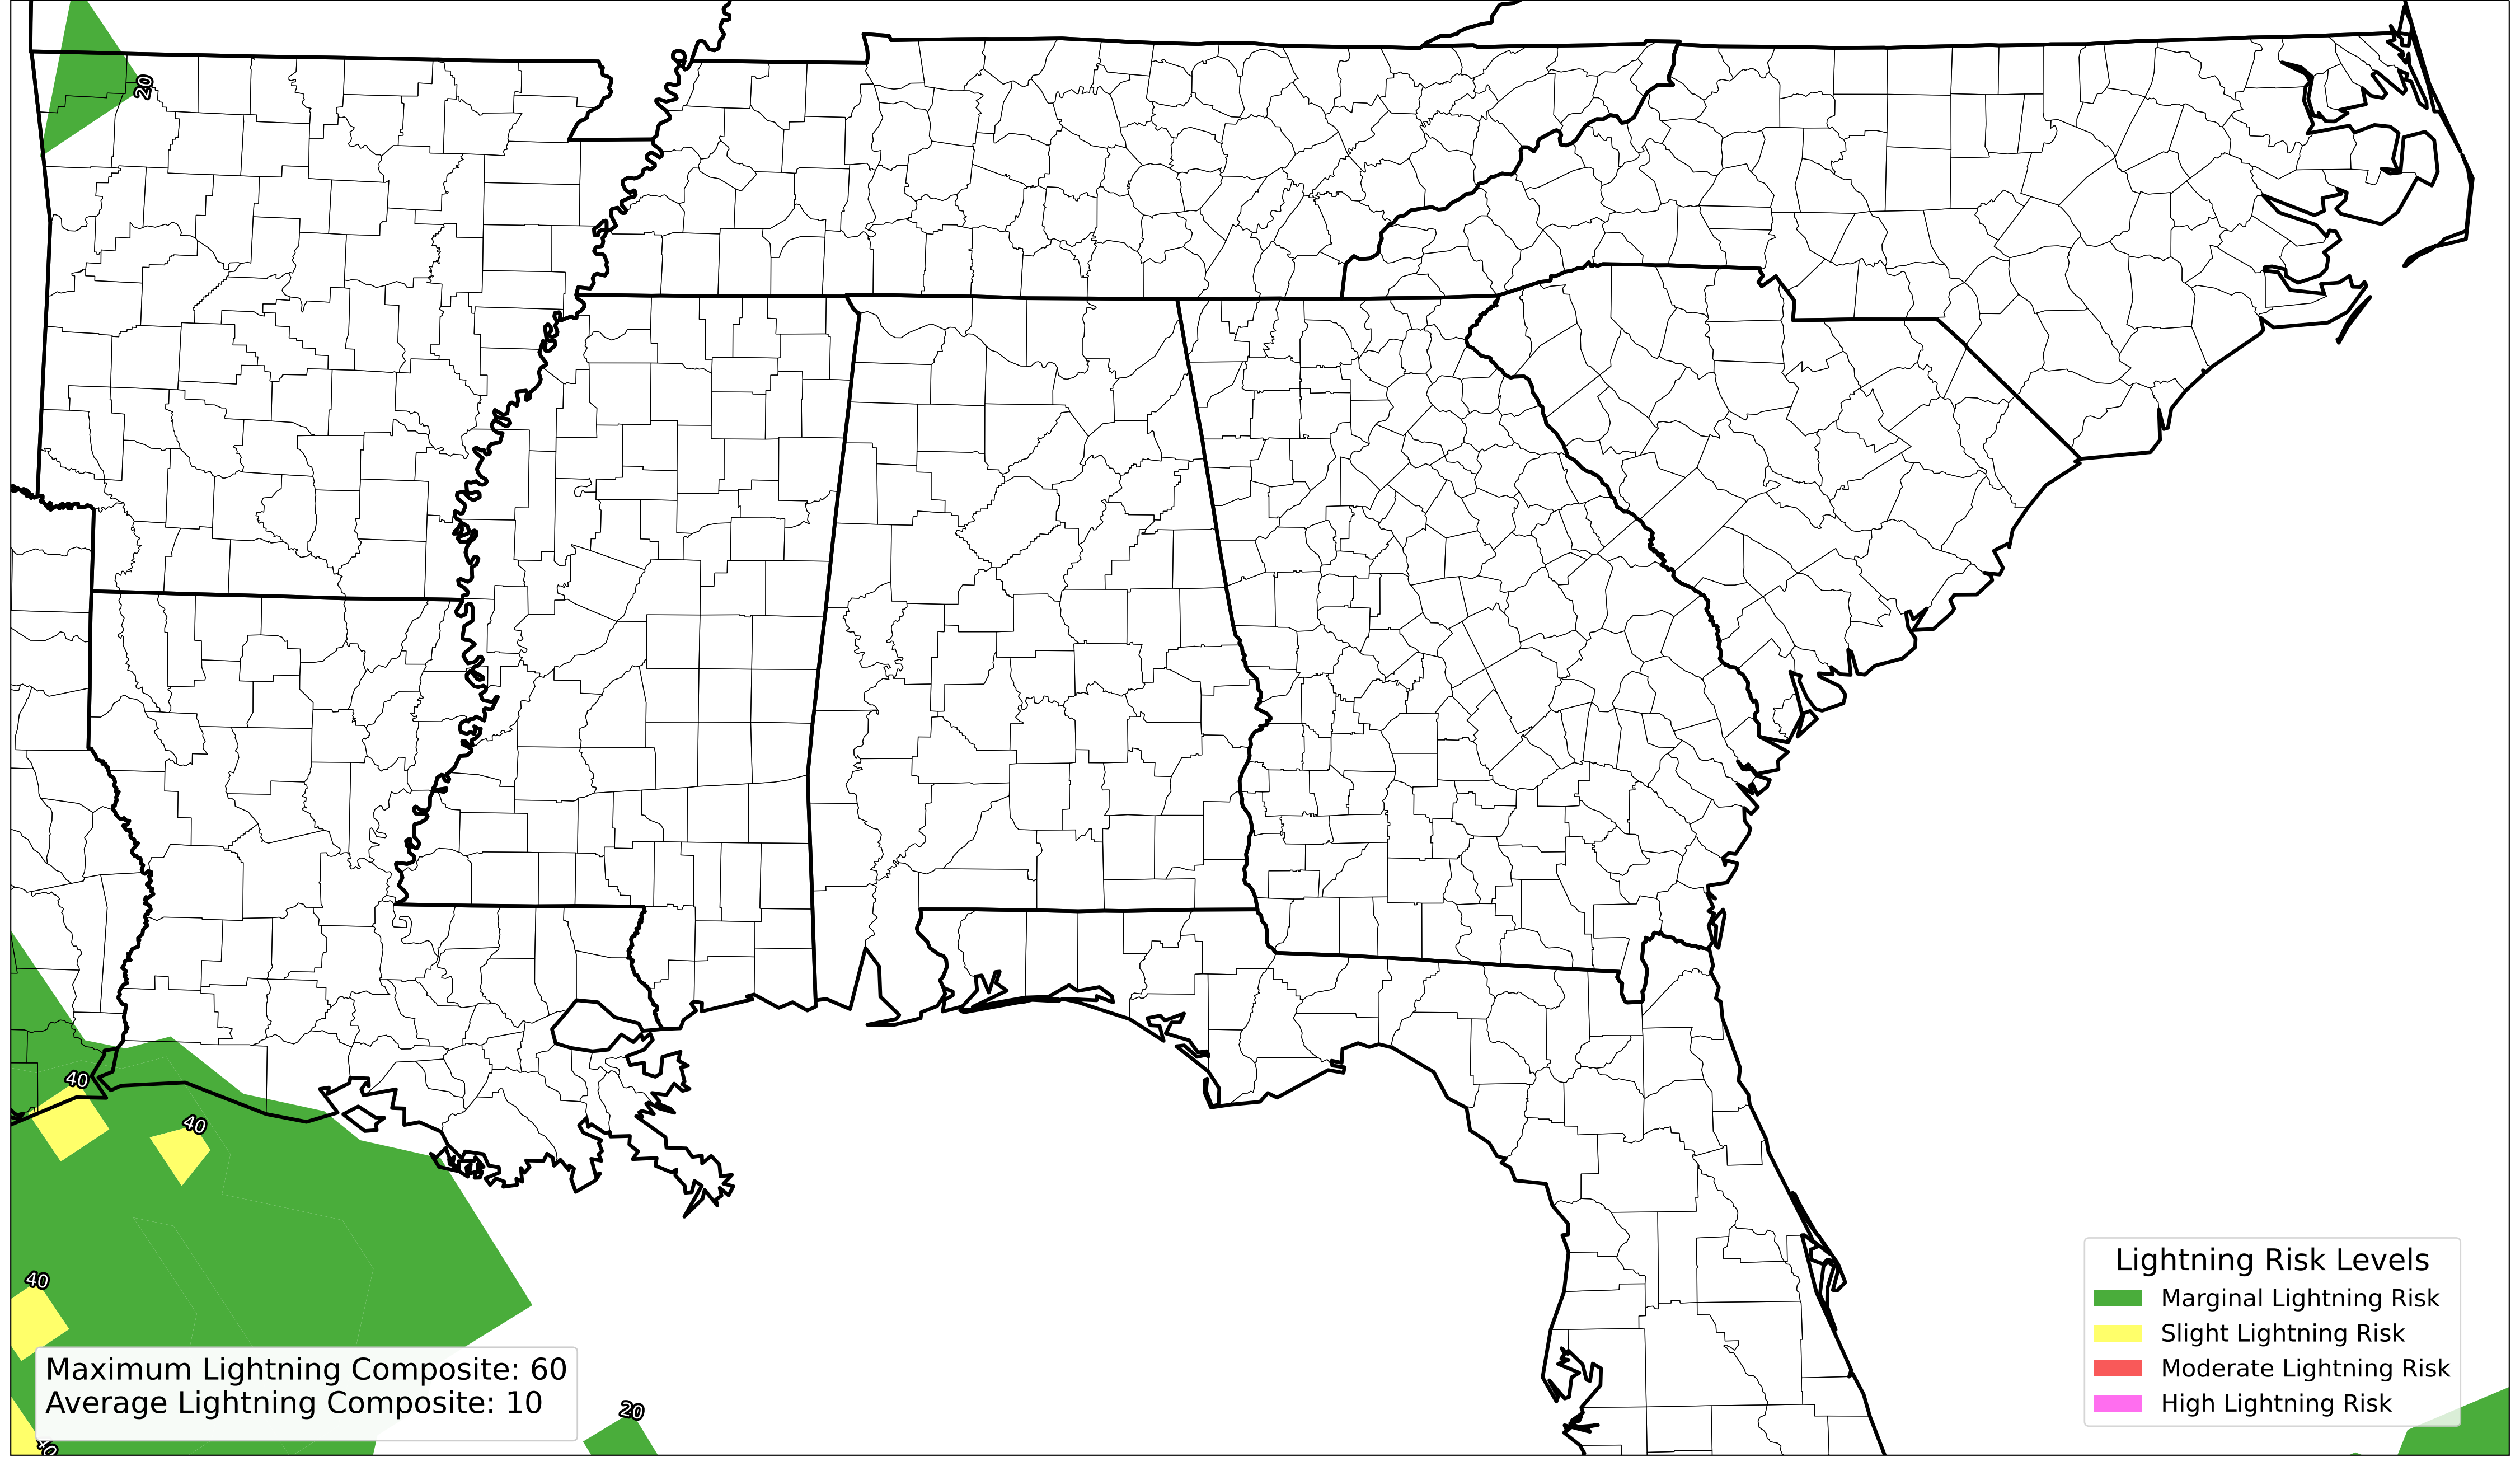 20
40
40
40
40
20
Maximum Lightning Composite: 60
Average Lightning Composite: 10
Lightning Risk Levels
Marginal Lightning Risk
Slight Lightning Risk
Moderate Lightning Risk
High Lightning Risk